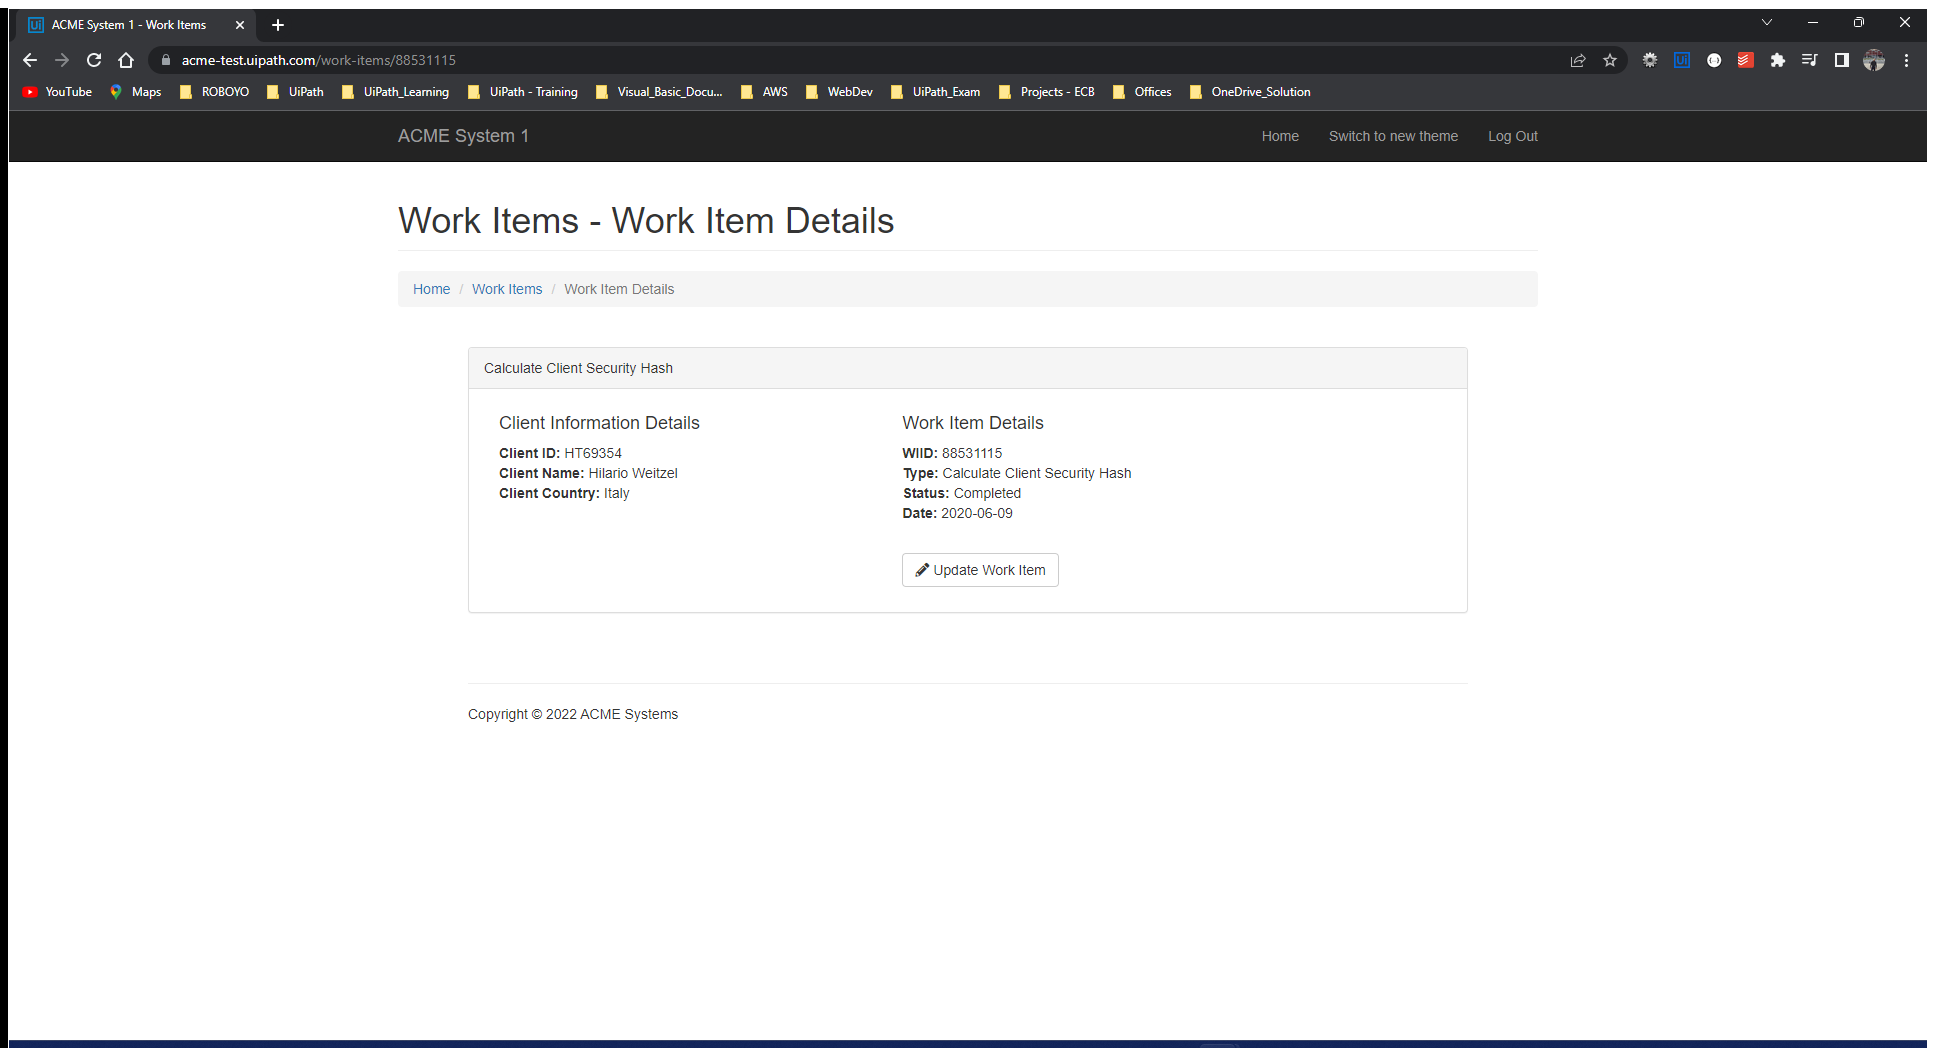 ACME System 1 - Work Items
acme-test.uipath.com/work-items/88531115
YouTube Maps ROBOYO UiPath UiPath_Learning UiPath - Training Visual_Basic_Docu... AWS WebDev UiPath_Exam Projects - ECB Offices OneDrive_Solution
ACME System 1 Home Switch to new theme Log Out
Work Items - Work Item Details
Home / Work Items / Work Item Details
Calculate Client Security Hash
Client Information Details
Client ID: HT69354
Client Name: Hilario Weitzel
Client Country: Italy
Work Item Details
WIID: 88531115
Type: Calculate Client Security Hash
Status: Completed
Date: 2020-06-09
Update Work Item
Copyright © 2022 ACME Systems